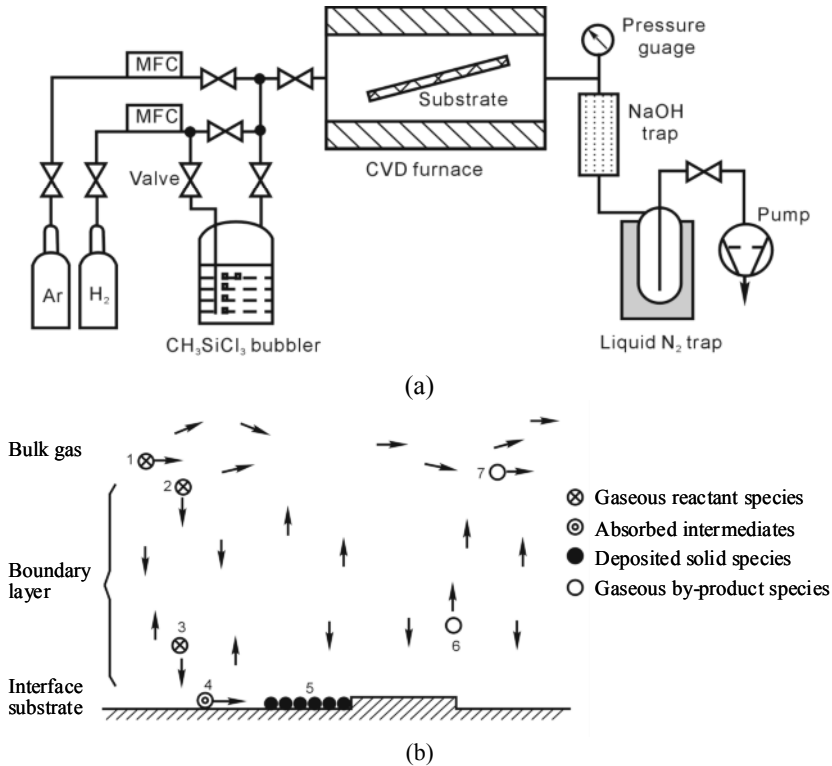 MFC
MFC
Valve
Ar
H₂
CH₃SiCl₃ bubbler
Substrate
CVD furnace
Pressure
guage
NaOH
trap
Pump
Liquid N₂ trap
(a)
Bulk gas
1
2
7
Gaseous reactant species
Absorbed intermediates
Deposited solid species
Gaseous by-product species
Boundary
layer
3
6
Interface
substrate
4
5
(b)